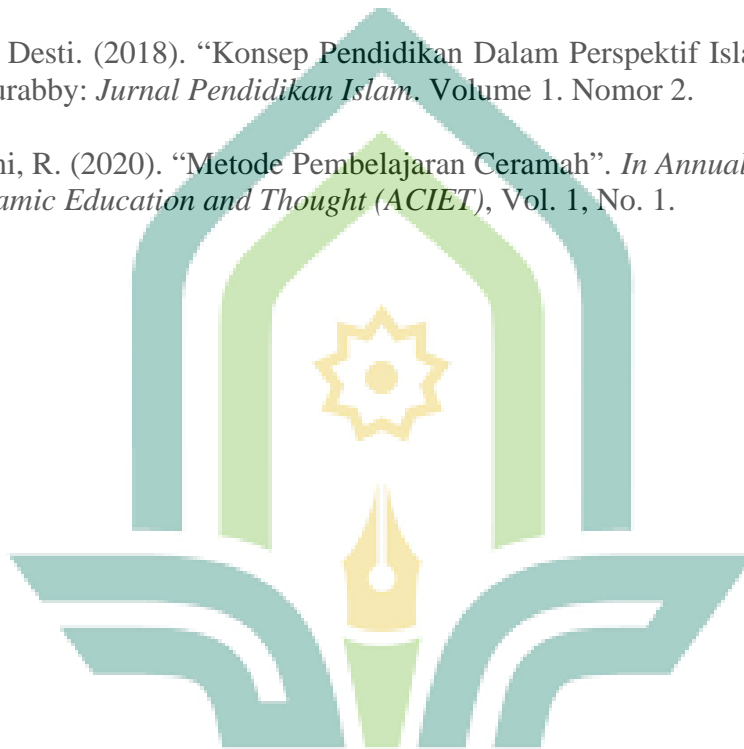 Desti. (2018). “Konsep Pendidikan Dalam Perspektif Isla
urabby: Jurnal Pendidikan Islam. Volume 1. Nomor 2.
ni, R. (2020). “Metode Pembelajaran Ceramah”. In Annual
amic Education and Thought (ACIET), Vol. 1, No. 1.